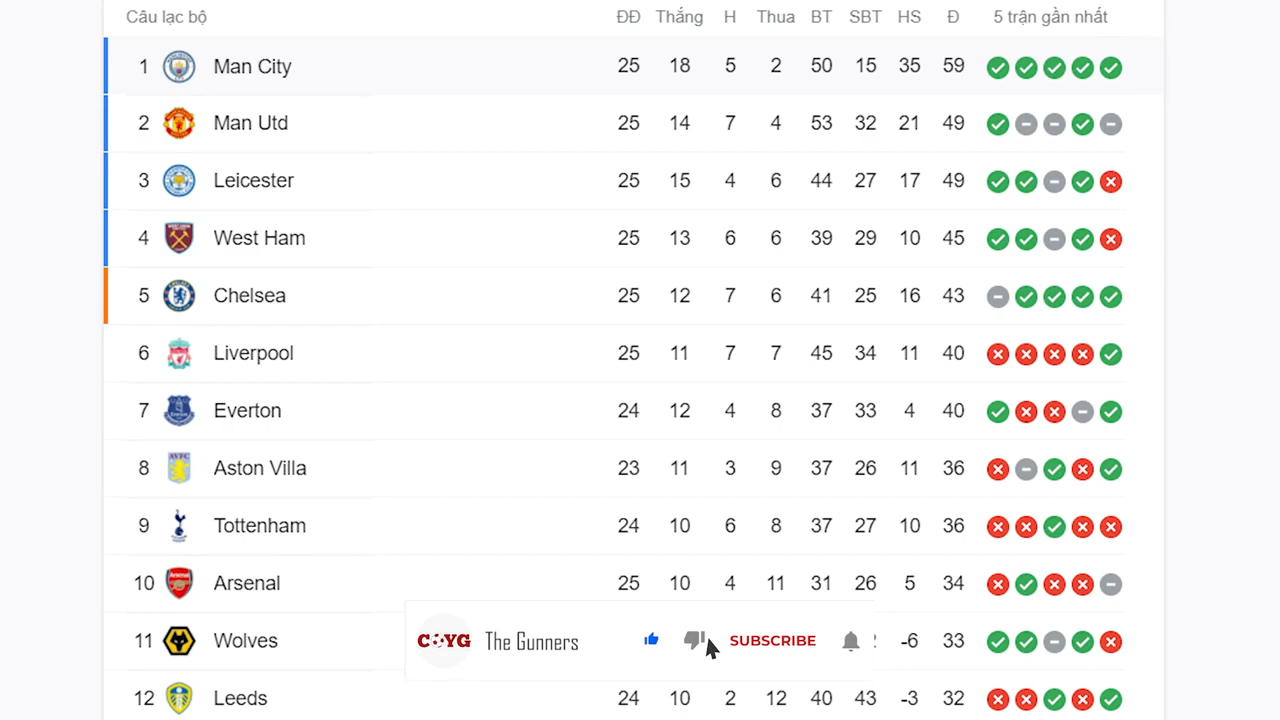 Câu lạc bộ ĐĐ Thắng H Thua BT SBT HS Đ 5 trận gần nhất
1 Man City 25 18 5 2 50 15 35 59
2 Man Utd 25 14 7 4 53 32 21 49
3 Leicester 25 15 4 6 44 27 17 49
4 West Ham 25 13 6 6 39 29 10 45
5 Chelsea 25 12 7 6 41 25 16 43
6 Liverpool 25 11 7 7 45 34 11 40
7 Everton 24 12 4 8 37 33 4 40
8 Aston Villa 23 11 3 9 37 26 11 36
9 Tottenham 24 10 6 8 37 27 10 36
10 Arsenal 25 10 4 11 31 26 5 34
11 Wolves -6 33
COYG The Gunners SUBSCRIBE
12 Leeds 24 10 2 12 40 43 -3 32